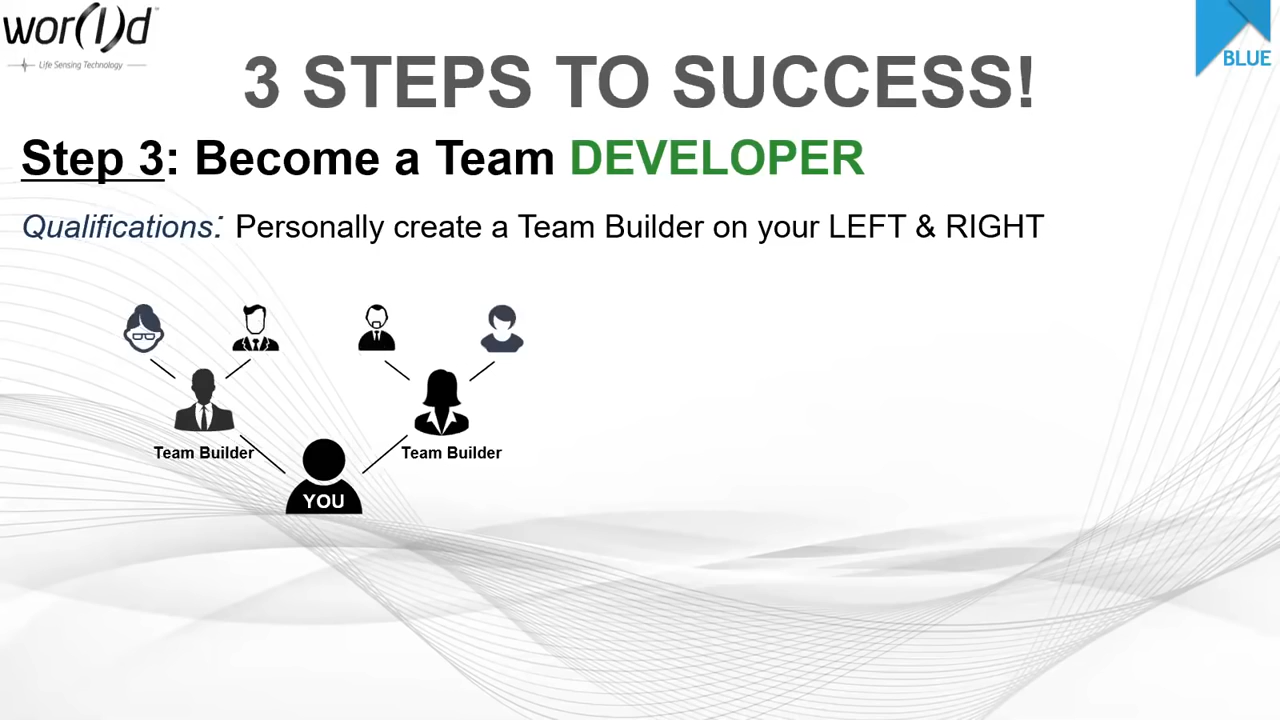 wor(l)d
Life Sensing Technology
BLUE
3 STEPS TO SUCCESS!
Step 3: Become a Team DEVELOPER
Qualifications: Personally create a Team Builder on your LEFT & RIGHT
Team Builder
Team Builder
YOU